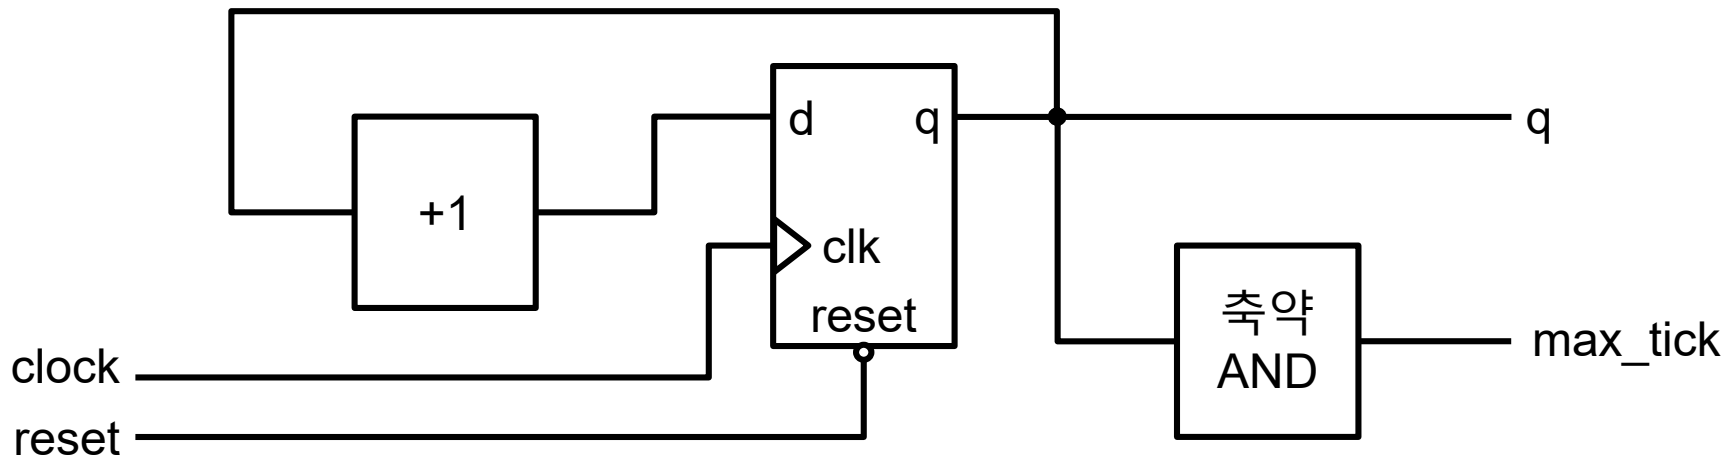 d
q
q
+1
clk
축약
AND
reset
max_tick
clock
reset